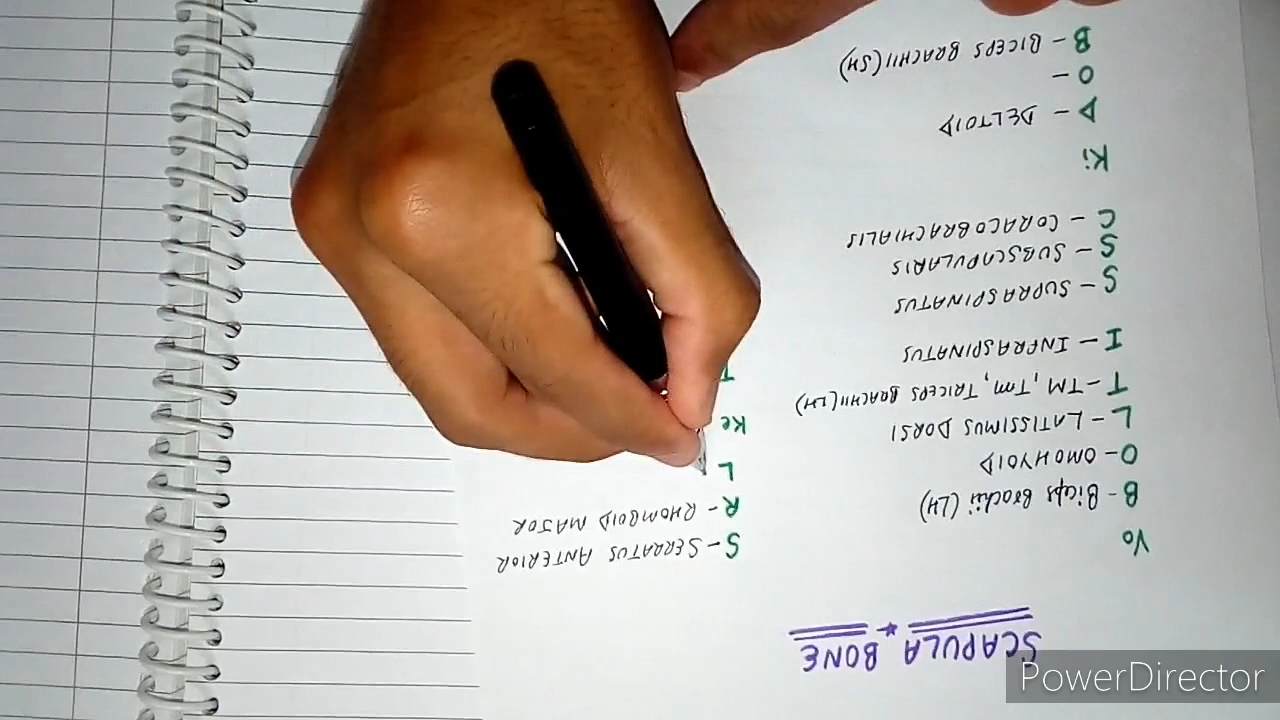 SCAPULA BONE
Vo
B - Biceps Brachii (LH)
O - OMOHYOID
L - LATISSIMUS DORSI
T - TM, Tm, TRICEPS BRACHII (LH)
I - INFRASPINATUS
S - SUPRASPINATUS
S - SUBSCAPULARIS
C - CORACOBRACHIALIS
Ki
D - DELTOID
O -
B - BICEPS BRACHII (SH)
S - SERRATUS ANTERIOR
R - RHOMBOID MAJOR
L
Ke
PowerDirector